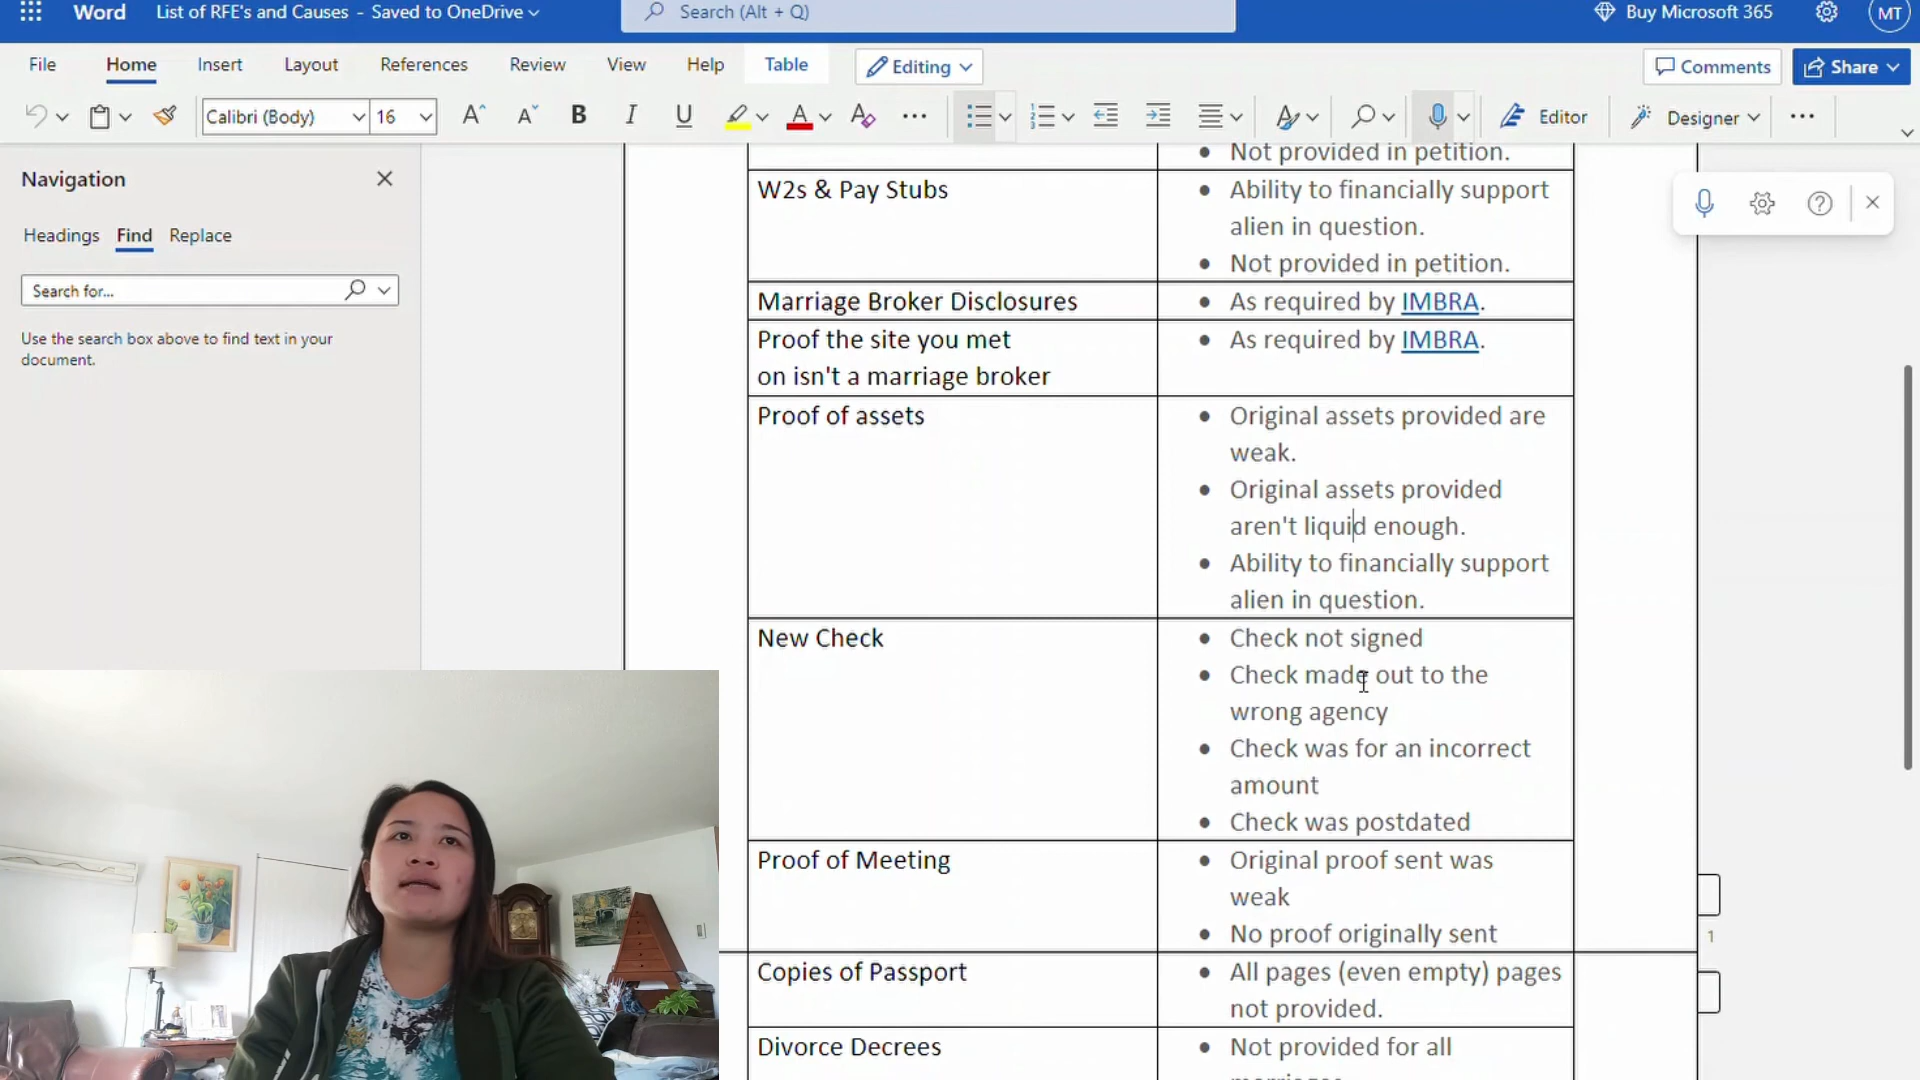 Word
List of RFE's and Causes - Saved to OneDrive
Search (Alt + Q)
Buy Microsoft 365
MT
File
Home
Insert
Layout
References
Review
View
Help
Table
Editing
Comments
Share
Calibri (Body)
16
A
A
B
I
U
A
Editor
Designer
Navigation
Headings
Find
Replace
Search for...
Use the search box above to find text in your
document.
Not provided in petition.
W2s & Pay Stubs
Ability to financially support
alien in question.
Not provided in petition.
Marriage Broker Disclosures
As required by IMBRA.
Proof the site you met
on isn't a marriage broker
As required by IMBRA.
Proof of assets
Original assets provided are
weak.
Original assets provided
aren't liquid enough.
Ability to financially support
alien in question.
New Check
Check not signed
Check made out to the
wrong agency
Check was for an incorrect
amount
Check was postdated
Proof of Meeting
Original proof sent was
weak
No proof originally sent
1
Copies of Passport
All pages (even empty) pages
not provided.
Divorce Decrees
Not provided for all